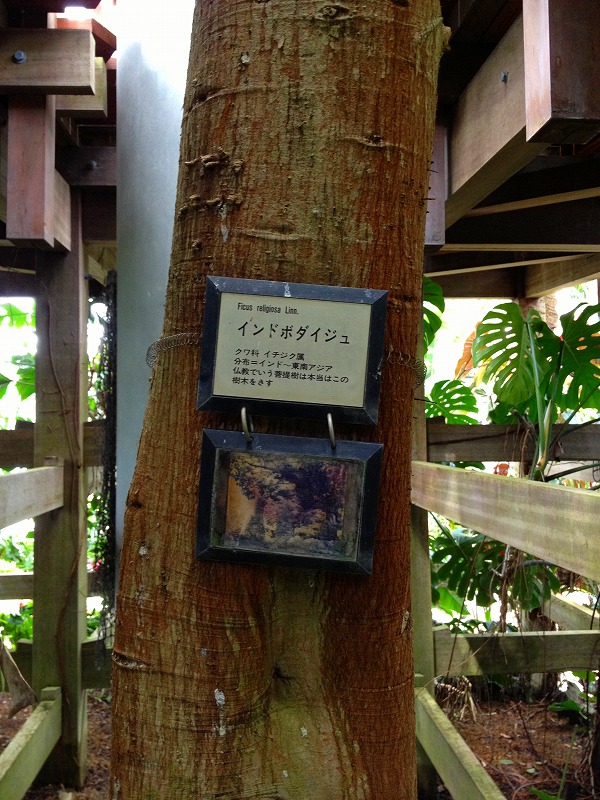 Ficus religiosa Linn.
インドボダイジュ
クワ科 イチジク属
分布=インド～東南アジア
仏教でいう菩提樹は本当はこの
樹木をさす